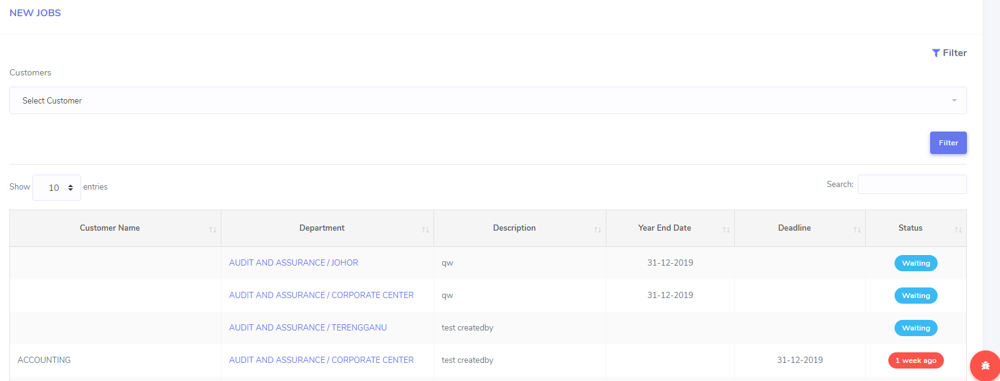 NEW JOBS
Filter
Customers
Select Customer
Filter
Show 10 entries Search:
Customer Name Department Description Year End Date Deadline Status
AUDIT AND ASSURANCE / JOHOR qw 31-12-2019 Waiting
AUDIT AND ASSURANCE / CORPORATE CENTER qw 31-12-2019 Waiting
AUDIT AND ASSURANCE / TERENGGANU test createdby Waiting
ACCOUNTING AUDIT AND ASSURANCE / CORPORATE CENTER test createdby 31-12-2019 1 week ago